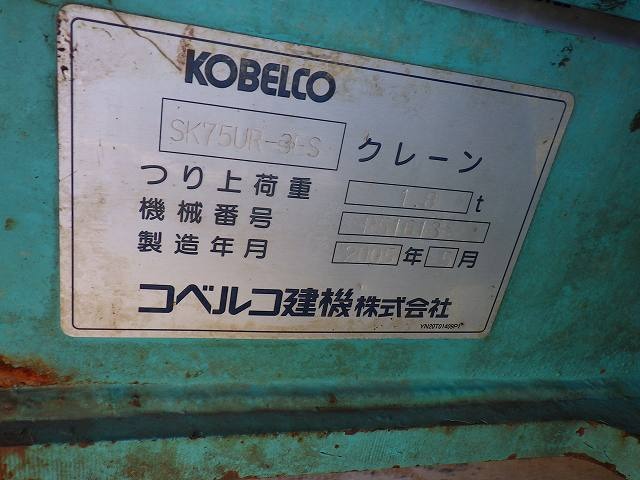 KOBELCO
SK75UR-3ES クレーン
つり上荷重 t
機械番号
製造年月 年 月
コベルコ建機株式会社